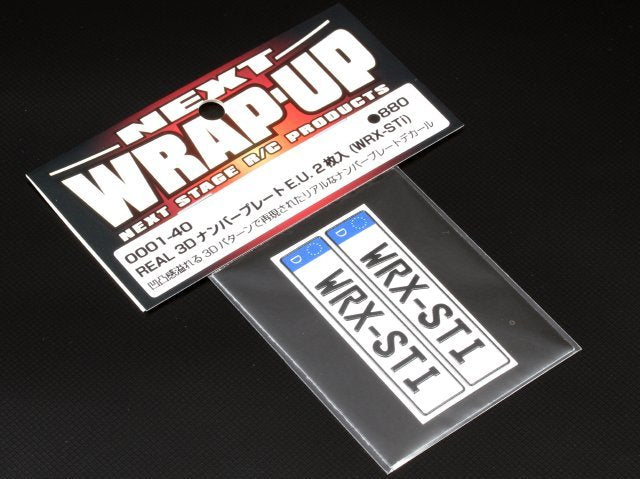 NEXT
WRAP-UP
NEXT STAGE R/C PRODUCTS
0001-40
880
REAL 3Dナンバープレート E.U. 2枚入 (WRX-STi)
凹凸感溢れる3Dパターンで再現されたリアルなナンバープレートデカール
D
WRX-STI
D
WRX-STI